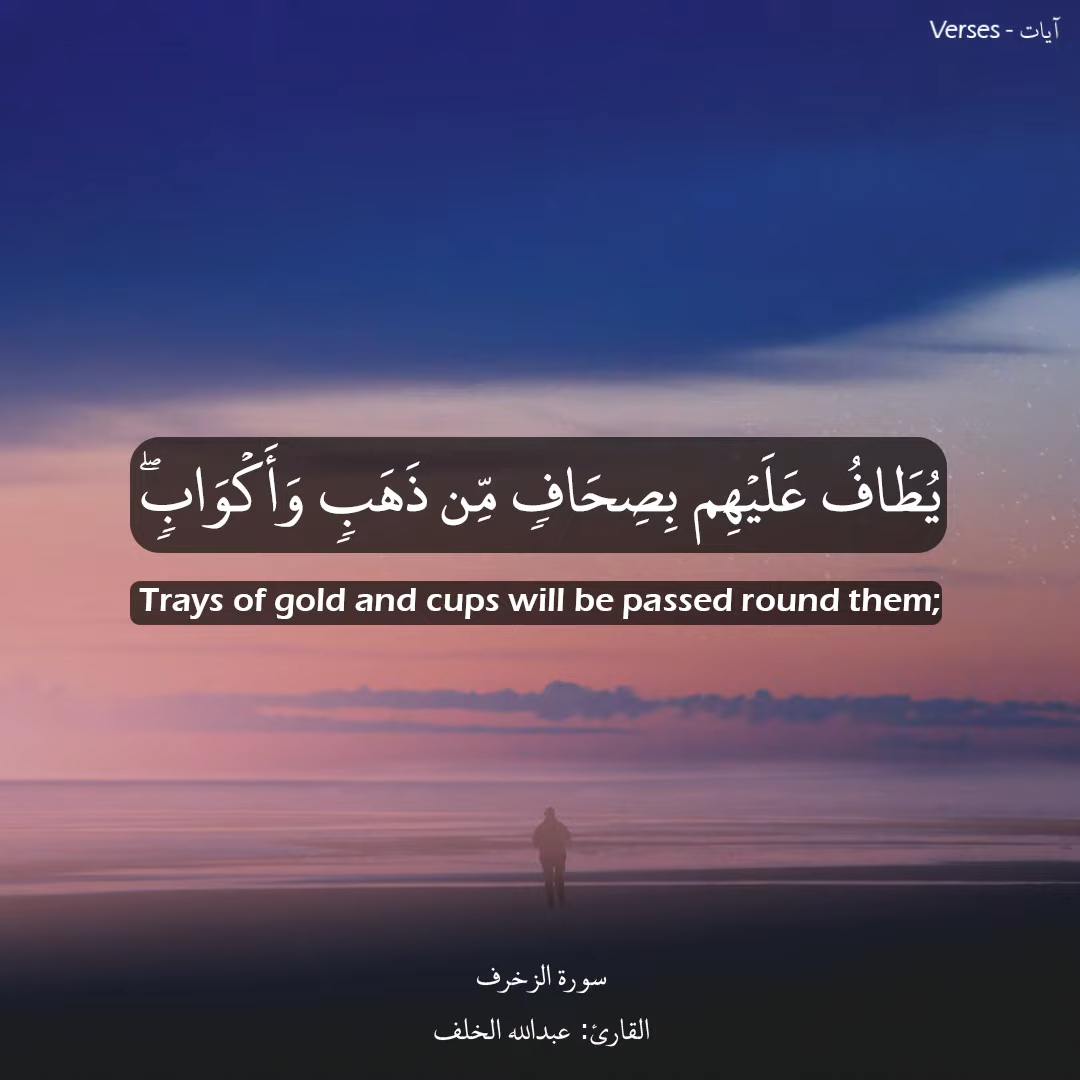 Verses - آيات
يُطَافُ عَلَيْهِم بِصِحَافٍ مِّن ذَهَبٍ وَأَكْوَابٍ ۖ
Trays of gold and cups will be passed round them;
سورة الزخرف
القارئ: عبدالله الخلف